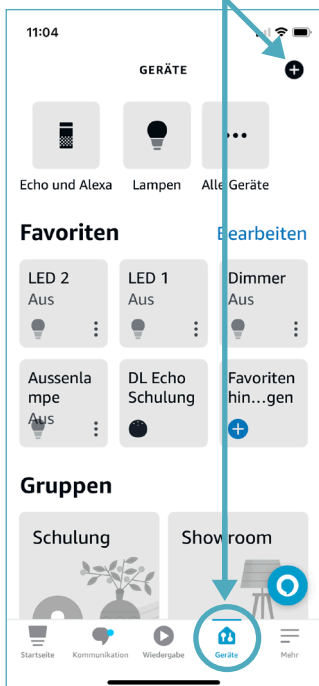 11:04
GERÄTE
Echo und Alexa Lampen Alle Geräte
Favoriten Bearbeiten
LED 2 LED 1 Dimmer
Aus Aus Aus
Aussenla DL Echo Favoriten
mpe Schulung hin...gen
Aus
Gruppen
Schulung Showroom
Startseite Kommunikation Wiedergabe Geräte Mehr